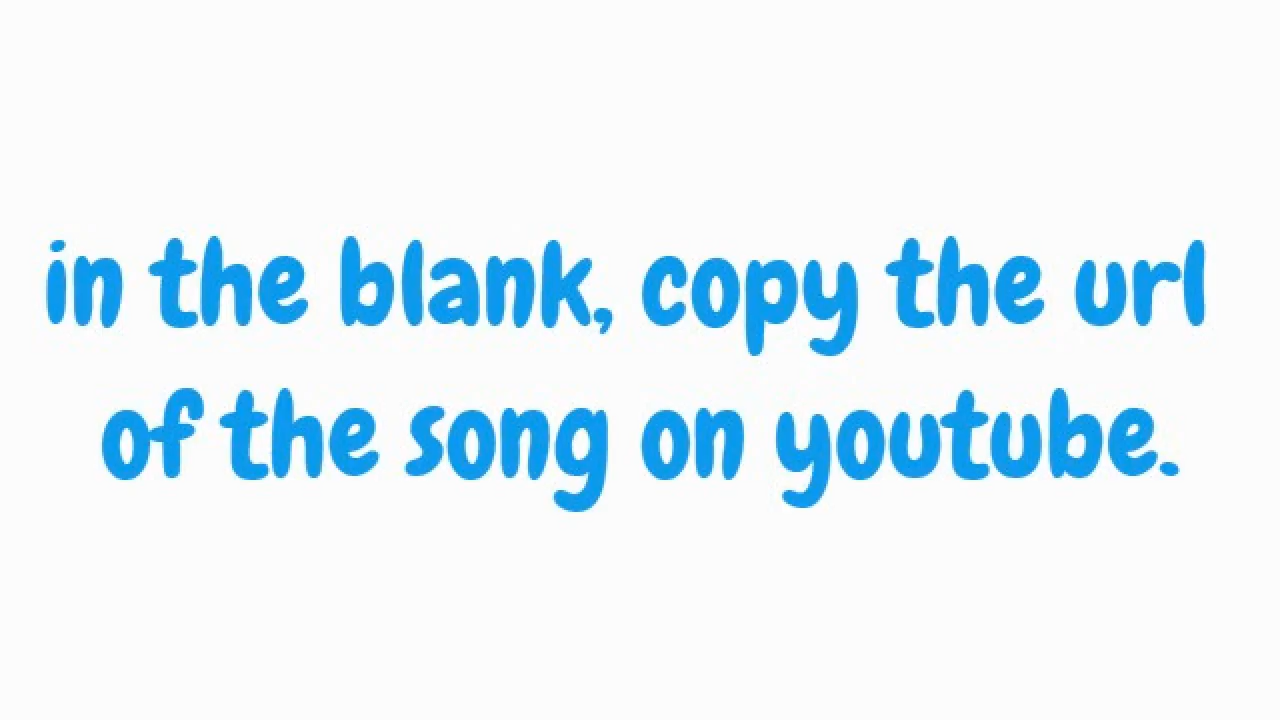 in the blank, copy the url
of the song on youtube.